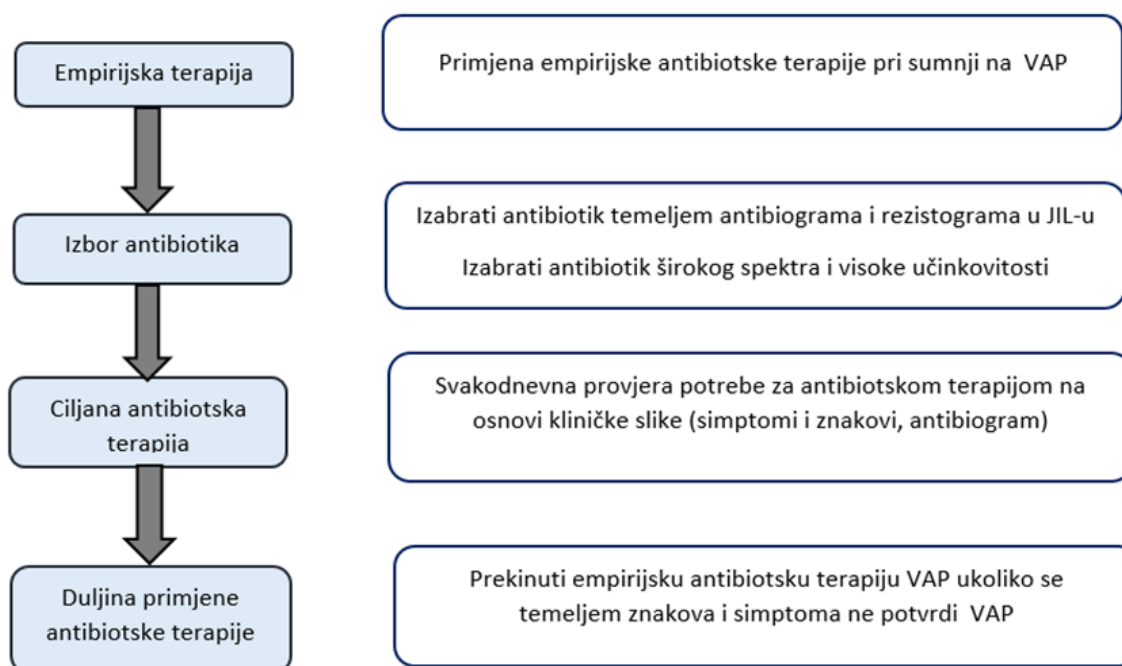 Empirijska terapija
Primjena empirijske antibiotske terapije pri sumnji na VAP
Izbor antibiotika
Izabrati antibiotik temeljem antibiograma i rezistograma u JIL-u
Izabrati antibiotik širokog spektra i visoke učinkovitosti
Ciljana antibiotska
terapija
Svakodnevna provjera potrebe za antibiotskom terapijom na
osnovi kliničke slike (simptomi i znakovi, antibiogram)
Duljina primjene
antibiotske terapije
Prekinuti empirijsku antibiotsku terapiju VAP ukoliko se
temeljem znakova i simptoma ne potvrdi VAP